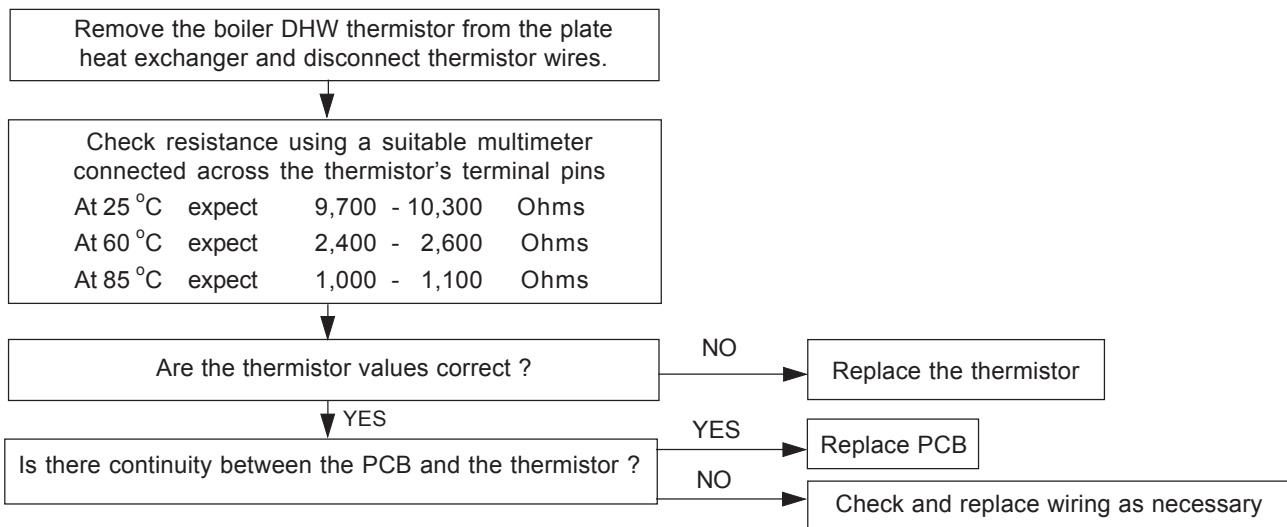 Remove the boiler DHW thermistor from the plate
heat exchanger and disconnect thermistor wires.
Check resistance using a suitable multimeter
connected across the thermistor's terminal pins
At 25 °C expect 9,700 - 10,300 Ohms
At 60 °C expect 2,400 - 2,600 Ohms
At 85 °C expect 1,000 - 1,100 Ohms
Are the thermistor values correct ?
NO
Replace the thermistor
YES
Is there continuity between the PCB and the thermistor ?
YES
Replace PCB
NO
Check and replace wiring as necessary